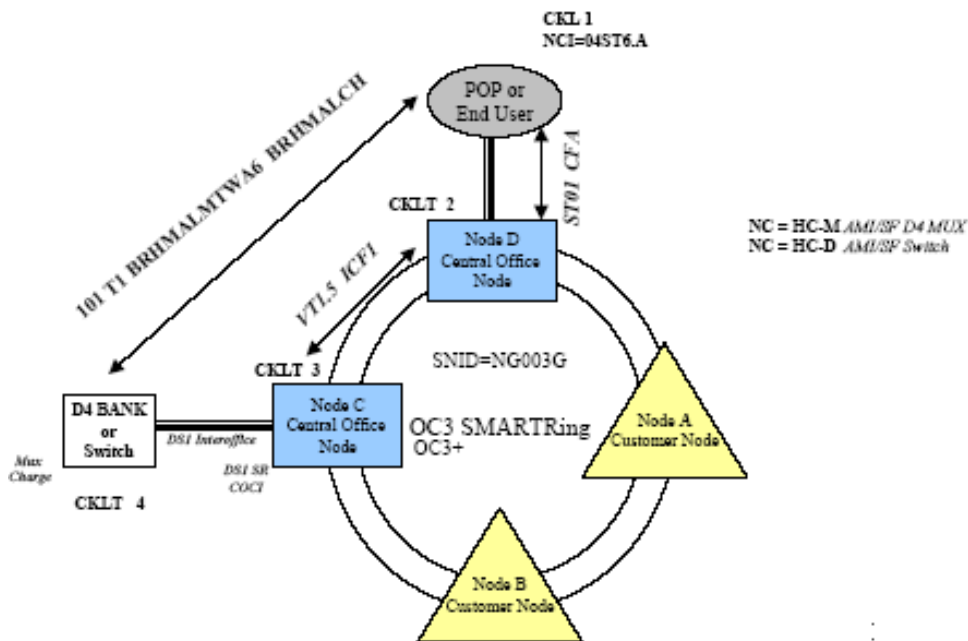 CKL 1
NCI=04ST6.A
POP or
End User
101 T1 BRHMALMTWA6 BRHMALCH
ST01 CFA
CKLT 2
Node D
Central Office
Node
NC = HC-M AMI/SF D4 MUX
NC = HC-D AMI/SF Switch
VT1.5 ICF1
SNID=NG003G
CKLT 3
D4 BANK
or
Switch
DS1 Interoffice
Node C
Central Office
Node
OC3 SMARTRing
OC3+
Node A
Customer Node
Mux
Charge
DS1 SR
COCI
CKLT 4
Node B
Customer Node
: